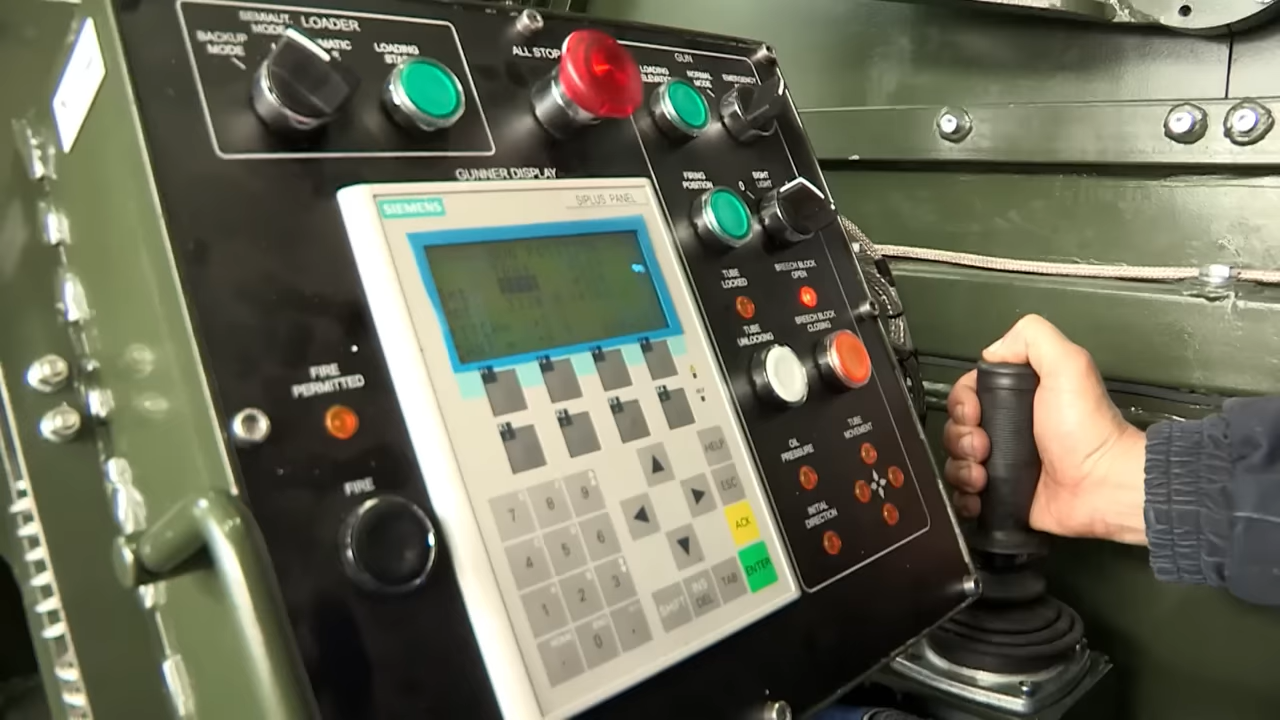 SEMIAUT. LOADER
MODE
BACKUP
MODE
LOADING
ALL STOP
GUN
LOADING
NORMAL
MODE
EMERGENCY
GUNNER DISPLAY
SIEMENS
SIPLUS PANEL
FIRING
POSITION
0
LIGHT
TUBE
LOCKED
BREECH BLOCK
OPEN
TUBE
UNLOCKING
BREECH BLOCK
CLOSING
FIRE
PERMITTED
FIRE
OIL
PRESSURE
TUBE
MOVEMENT
INITIAL
DIRECTION
HELP
ESC
ACK
ENTER
7 8 9
4 5 6
1 2 3
0 .
SHIFT
INS
DEL
TAB